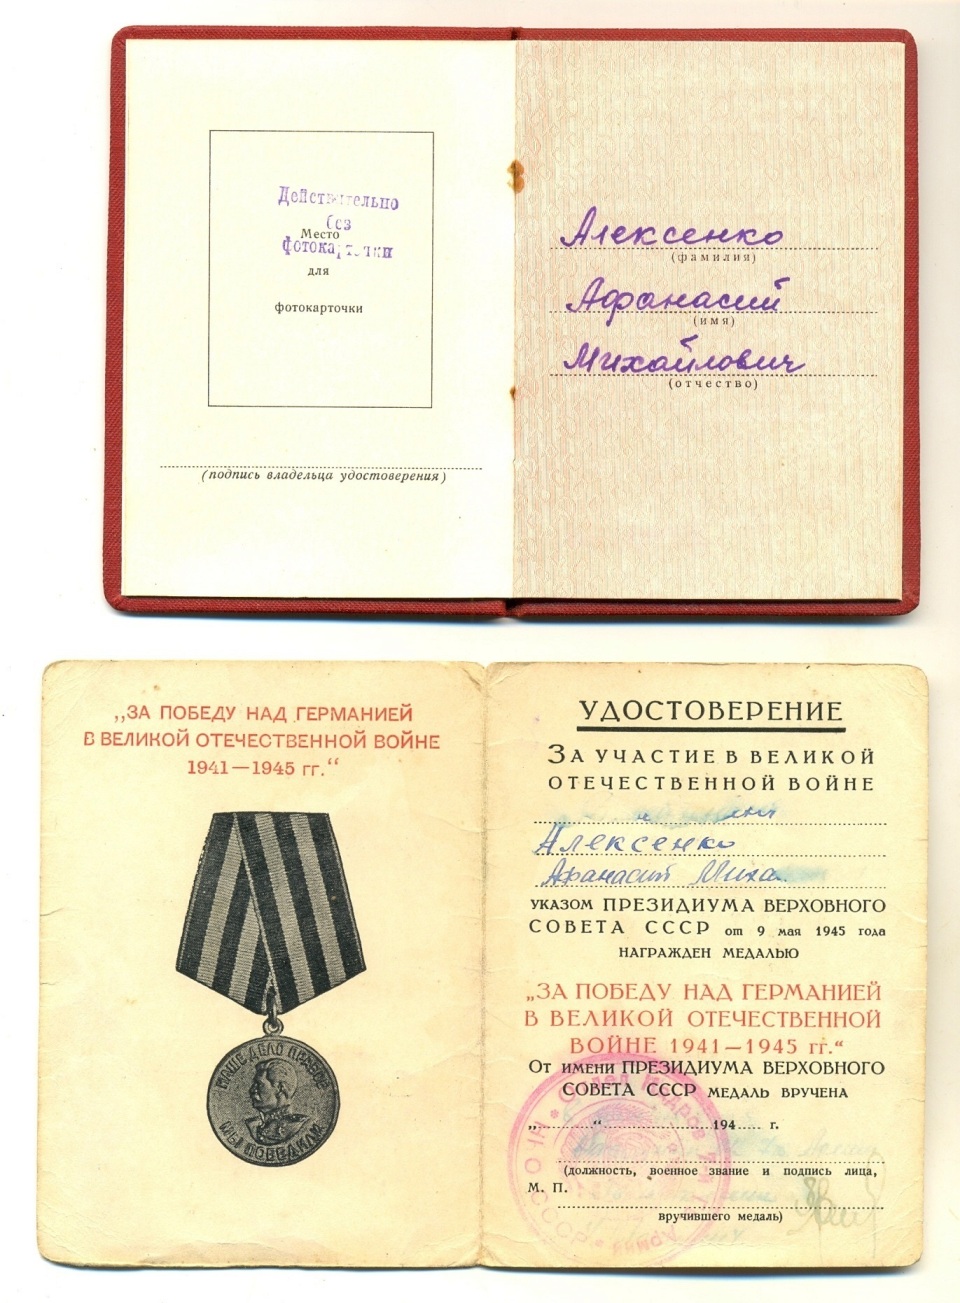 Действительно
без
фотокарточки
Место
для
фотокарточки
(подпись владельца удостоверения)
Алексенко
(фамилия)
Афанасий
(имя)
Михайлович
(отчество)
„ЗА ПОБЕДУ НАД ГЕРМАНИЕЙ
В ВЕЛИКОЙ ОТЕЧЕСТВЕННОЙ ВОЙНЕ
1941—1945 гг.“
НАШЕ ДЕЛО ПРАВОЕ
МЫ ПОБЕДИЛИ
УДОСТОВЕРЕНИЕ
ЗА УЧАСТИЕ В ВЕЛИКОЙ
ОТЕЧЕСТВЕННОЙ ВОЙНЕ
Алексенко
Афанасий Миха
УКАЗОМ ПРЕЗИДИУМА ВЕРХОВНОГО
СОВЕТА СССР от 9 мая 1945 года
НАГРАЖДЕН МЕДАЛЬЮ
„ЗА ПОБЕДУ НАД ГЕРМАНИЕЙ
В ВЕЛИКОЙ ОТЕЧЕСТВЕННОЙ
ВОЙНЕ 1941—1945 гг.“
От имени ПРЕЗИДИУМА ВЕРХОВНОГО
СОВЕТА СССР МЕДАЛЬ ВРУЧЕНА
„ “ 194 г.
(должность, военное звание и подпись лица,
М. П.
вручившего медаль)